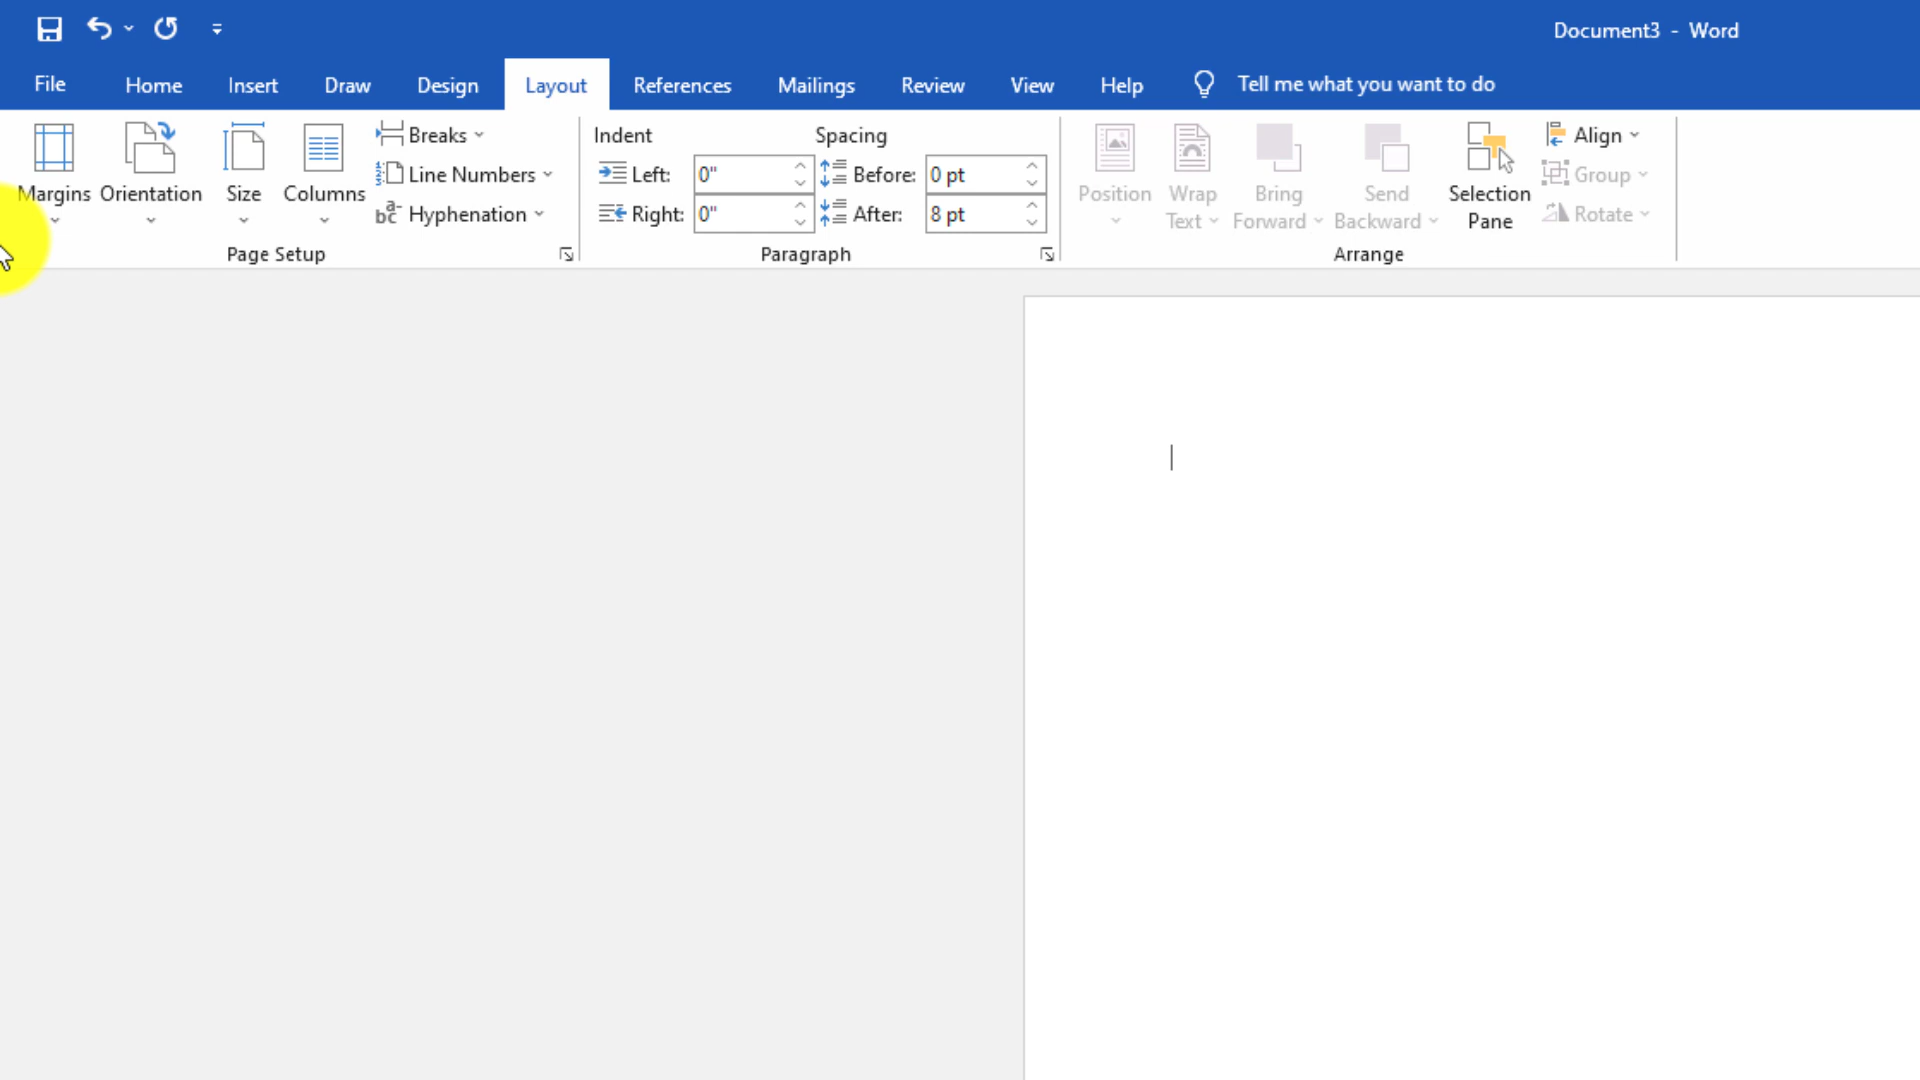 Document3 - Word
File Home Insert Draw Design Layout References Mailings Review View Help Tell me what you want to do
Margins
Orientation
Size
Columns
Breaks
Line Numbers
Hyphenation
Page Setup
Indent
Left: 0"
Right: 0"
Spacing
Before: 0 pt
After: 8 pt
Paragraph
Position
Wrap
Text
Bring
Forward
Send
Backward
Selection
Pane
Align
Group
Rotate
Arrange